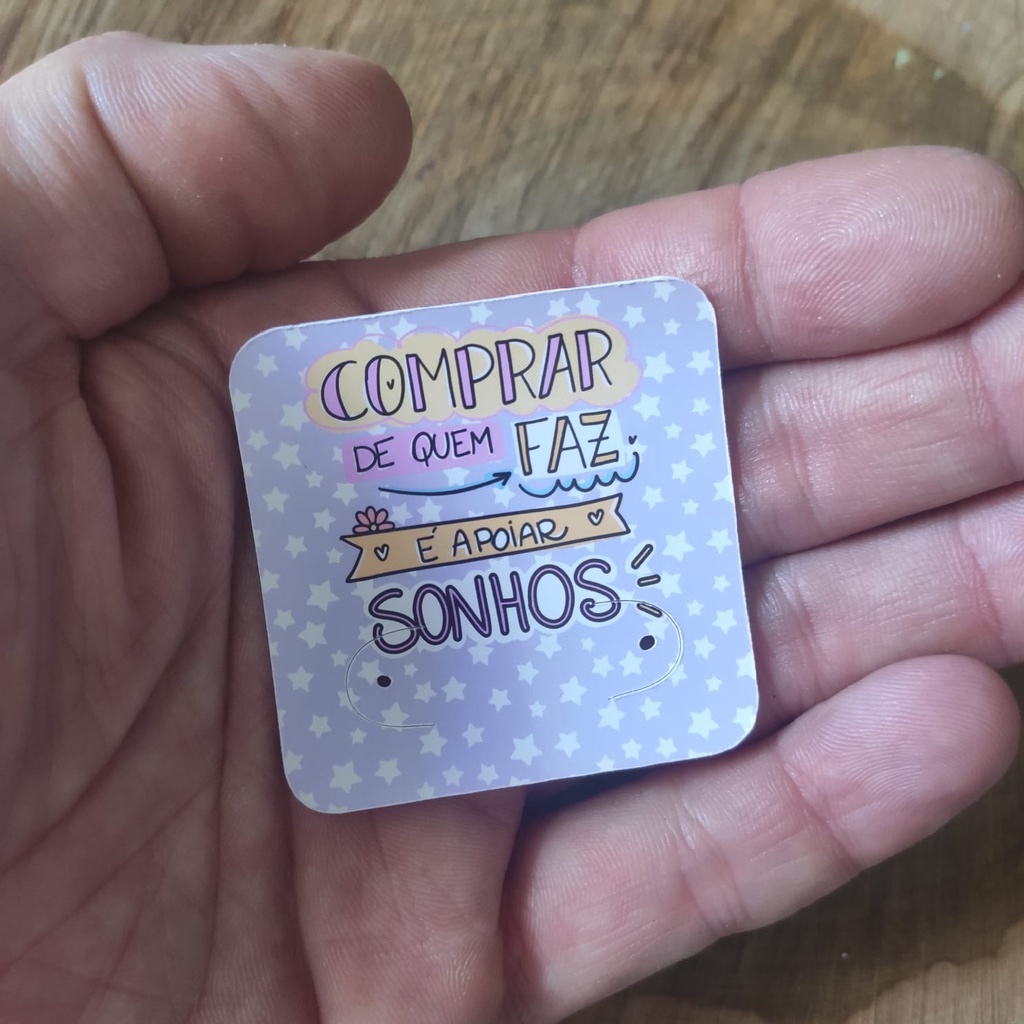 COMPRAR
DE QUEM FAZ
É APOIAR
SONHOS